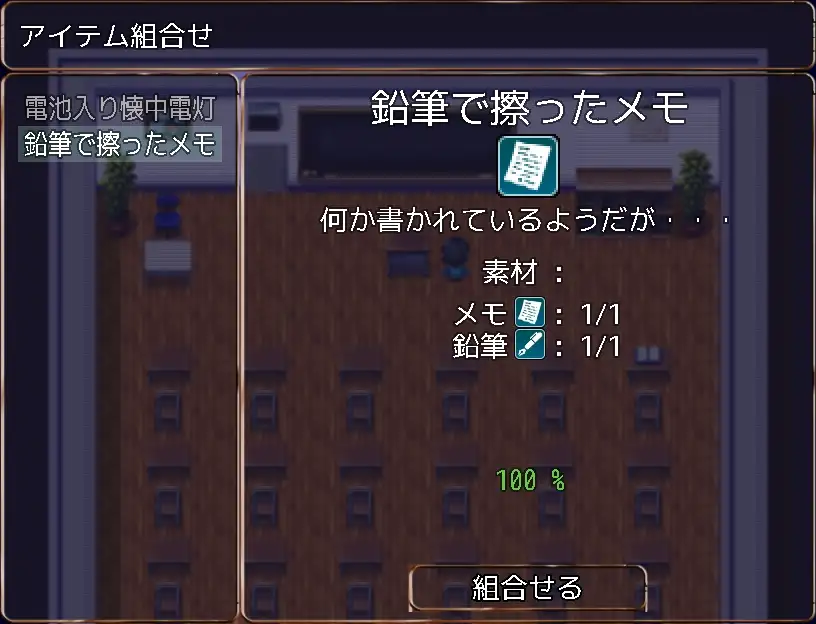 アイテム組合せ
電池入り懐中電灯
鉛筆で擦ったメモ
鉛筆で擦ったメモ
何か書かれているようだが・・・
素材 :
メモ : 1/1
鉛筆 : 1/1
100 %
組合せる